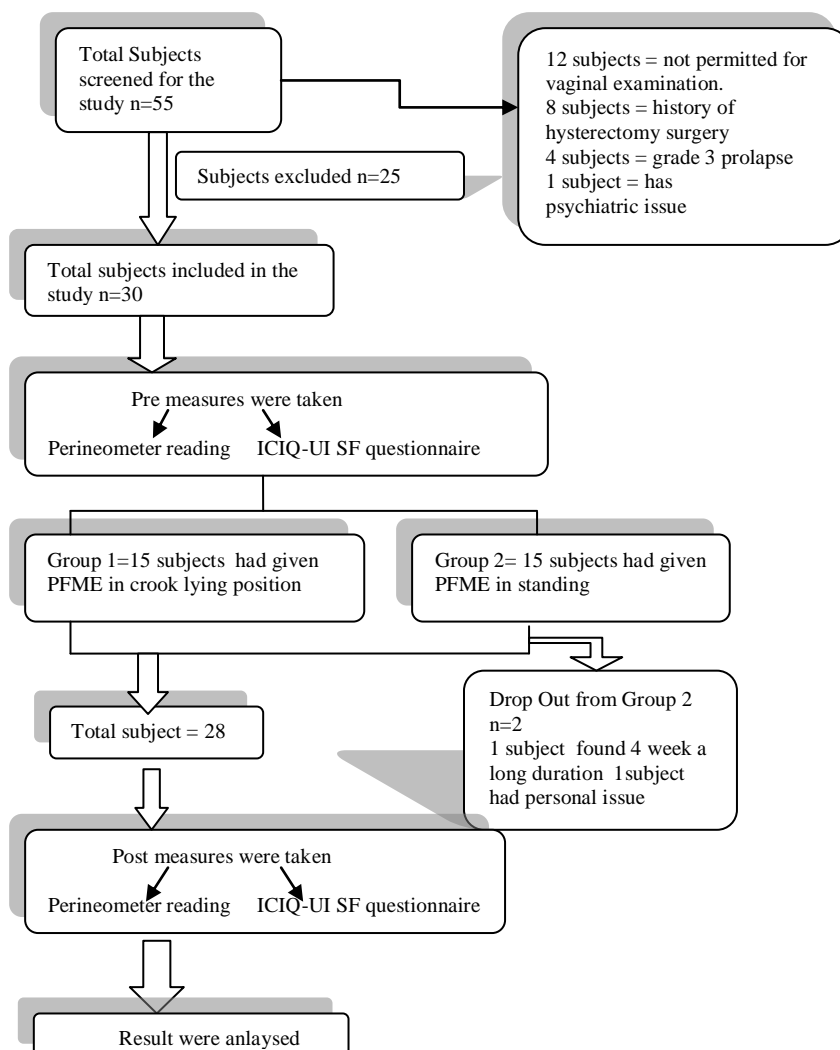 Total Subjects
screened for the
study n=55
12 subjects = not permitted for
vaginal examination.
8 subjects = history of
hysterectomy surgery
4 subjects = grade 3 prolapse
1 subject = has
psychiatric issue
Subjects excluded n=25
Total subjects included in the
study n=30
Pre measures were taken
Perineometer reading ICIQ-UI SF questionnaire
Group 1=15 subjects had given
PFME in crook lying position
Group 2= 15 subjects had given
PFME in standing
Drop Out from Group 2
n=2
1 subject found 4 week a
long duration 1subject
had personal issue
Total subject = 28
Post measures were taken
Perineometer reading ICIQ-UI SF questionnaire
Result were anlaysed